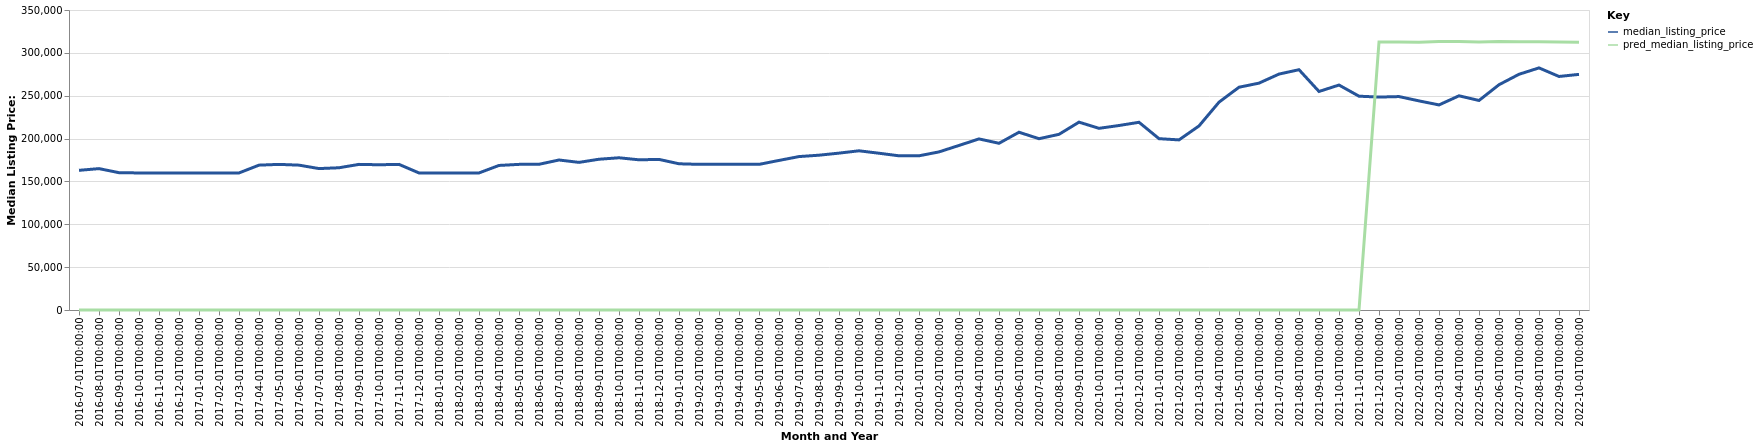 350,000
300,000
250,000
200,000
150,000
100,000
50,000
0
Median Listing Price:
2016-07-01T00:00:00
2016-08-01T00:00:00
2016-09-01T00:00:00
2016-10-01T00:00:00
2016-11-01T00:00:00
2016-12-01T00:00:00
2017-01-01T00:00:00
2017-02-01T00:00:00
2017-03-01T00:00:00
2017-04-01T00:00:00
2017-05-01T00:00:00
2017-06-01T00:00:00
2017-07-01T00:00:00
2017-08-01T00:00:00
2017-09-01T00:00:00
2017-10-01T00:00:00
2017-11-01T00:00:00
2017-12-01T00:00:00
2018-01-01T00:00:00
2018-02-01T00:00:00
2018-03-01T00:00:00
2018-04-01T00:00:00
2018-05-01T00:00:00
2018-06-01T00:00:00
2018-07-01T00:00:00
2018-08-01T00:00:00
2018-09-01T00:00:00
2018-10-01T00:00:00
2018-11-01T00:00:00
2018-12-01T00:00:00
2019-01-01T00:00:00
2019-02-01T00:00:00
2019-03-01T00:00:00
2019-04-01T00:00:00
2019-05-01T00:00:00
2019-06-01T00:00:00
2019-07-01T00:00:00
2019-08-01T00:00:00
2019-09-01T00:00:00
2019-10-01T00:00:00
2019-11-01T00:00:00
2019-12-01T00:00:00
2020-01-01T00:00:00
2020-02-01T00:00:00
2020-03-01T00:00:00
2020-04-01T00:00:00
2020-05-01T00:00:00
2020-06-01T00:00:00
2020-07-01T00:00:00
2020-08-01T00:00:00
2020-09-01T00:00:00
2020-10-01T00:00:00
2020-11-01T00:00:00
2020-12-01T00:00:00
2021-01-01T00:00:00
2021-02-01T00:00:00
2021-03-01T00:00:00
2021-04-01T00:00:00
2021-05-01T00:00:00
2021-06-01T00:00:00
2021-07-01T00:00:00
2021-08-01T00:00:00
2021-09-01T00:00:00
2021-10-01T00:00:00
2021-11-01T00:00:00
2021-12-01T00:00:00
2022-01-01T00:00:00
2022-02-01T00:00:00
2022-03-01T00:00:00
2022-04-01T00:00:00
2022-05-01T00:00:00
2022-06-01T00:00:00
2022-07-01T00:00:00
2022-08-01T00:00:00
2022-09-01T00:00:00
2022-10-01T00:00:00
Month and Year
Key
median_listing_price
pred_median_listing_price